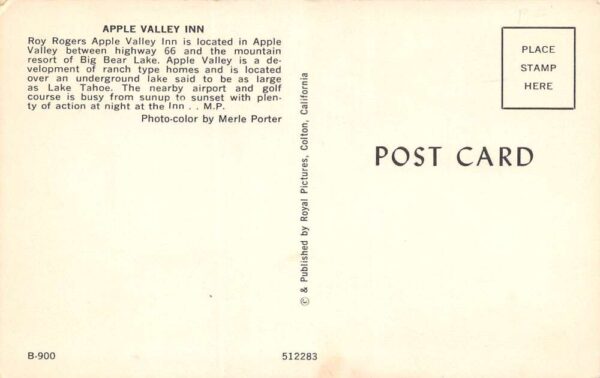 APPLE VALLEY INN
Roy Rogers Apple Valley Inn is located in Apple
Valley between highway 66 and the mountain
resort of Big Bear Lake. Apple Valley is a de-
velopment of ranch type homes and is located
over an underground lake said to be as large
as Lake Tahoe. The nearby airport and golf
course is busy from sunup to sunset with plen-
ty of action at night at the Inn . . M.P.
Photo-color by Merle Porter
B-900
© & Published by Royal Pictures, Colton, California
512283
PLACE
STAMP
HERE
POST CARD